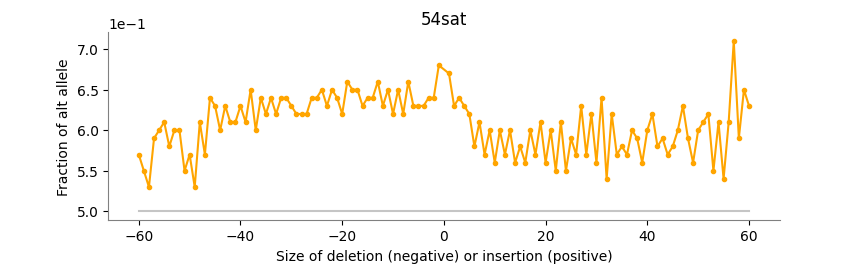 54sat
1e−1
7.0
6.5
6.0
5.5
5.0
Fraction of alt allele
−60 −40 −20 0 20 40 60
Size of deletion (negative) or insertion (positive)